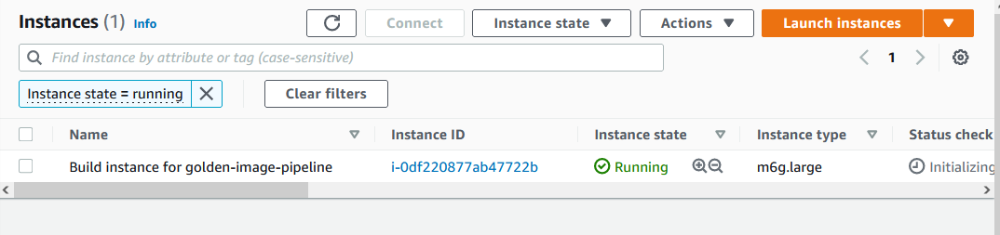 Instances (1) Info Connect Instance state Actions Launch instances
Find instance by attribute or tag (case-sensitive) 1
Instance state = running Clear filters
Name Instance ID Instance state Instance type Status check
Build instance for golden-image-pipeline i-0df220877ab47722b Running m6g.large Initializing